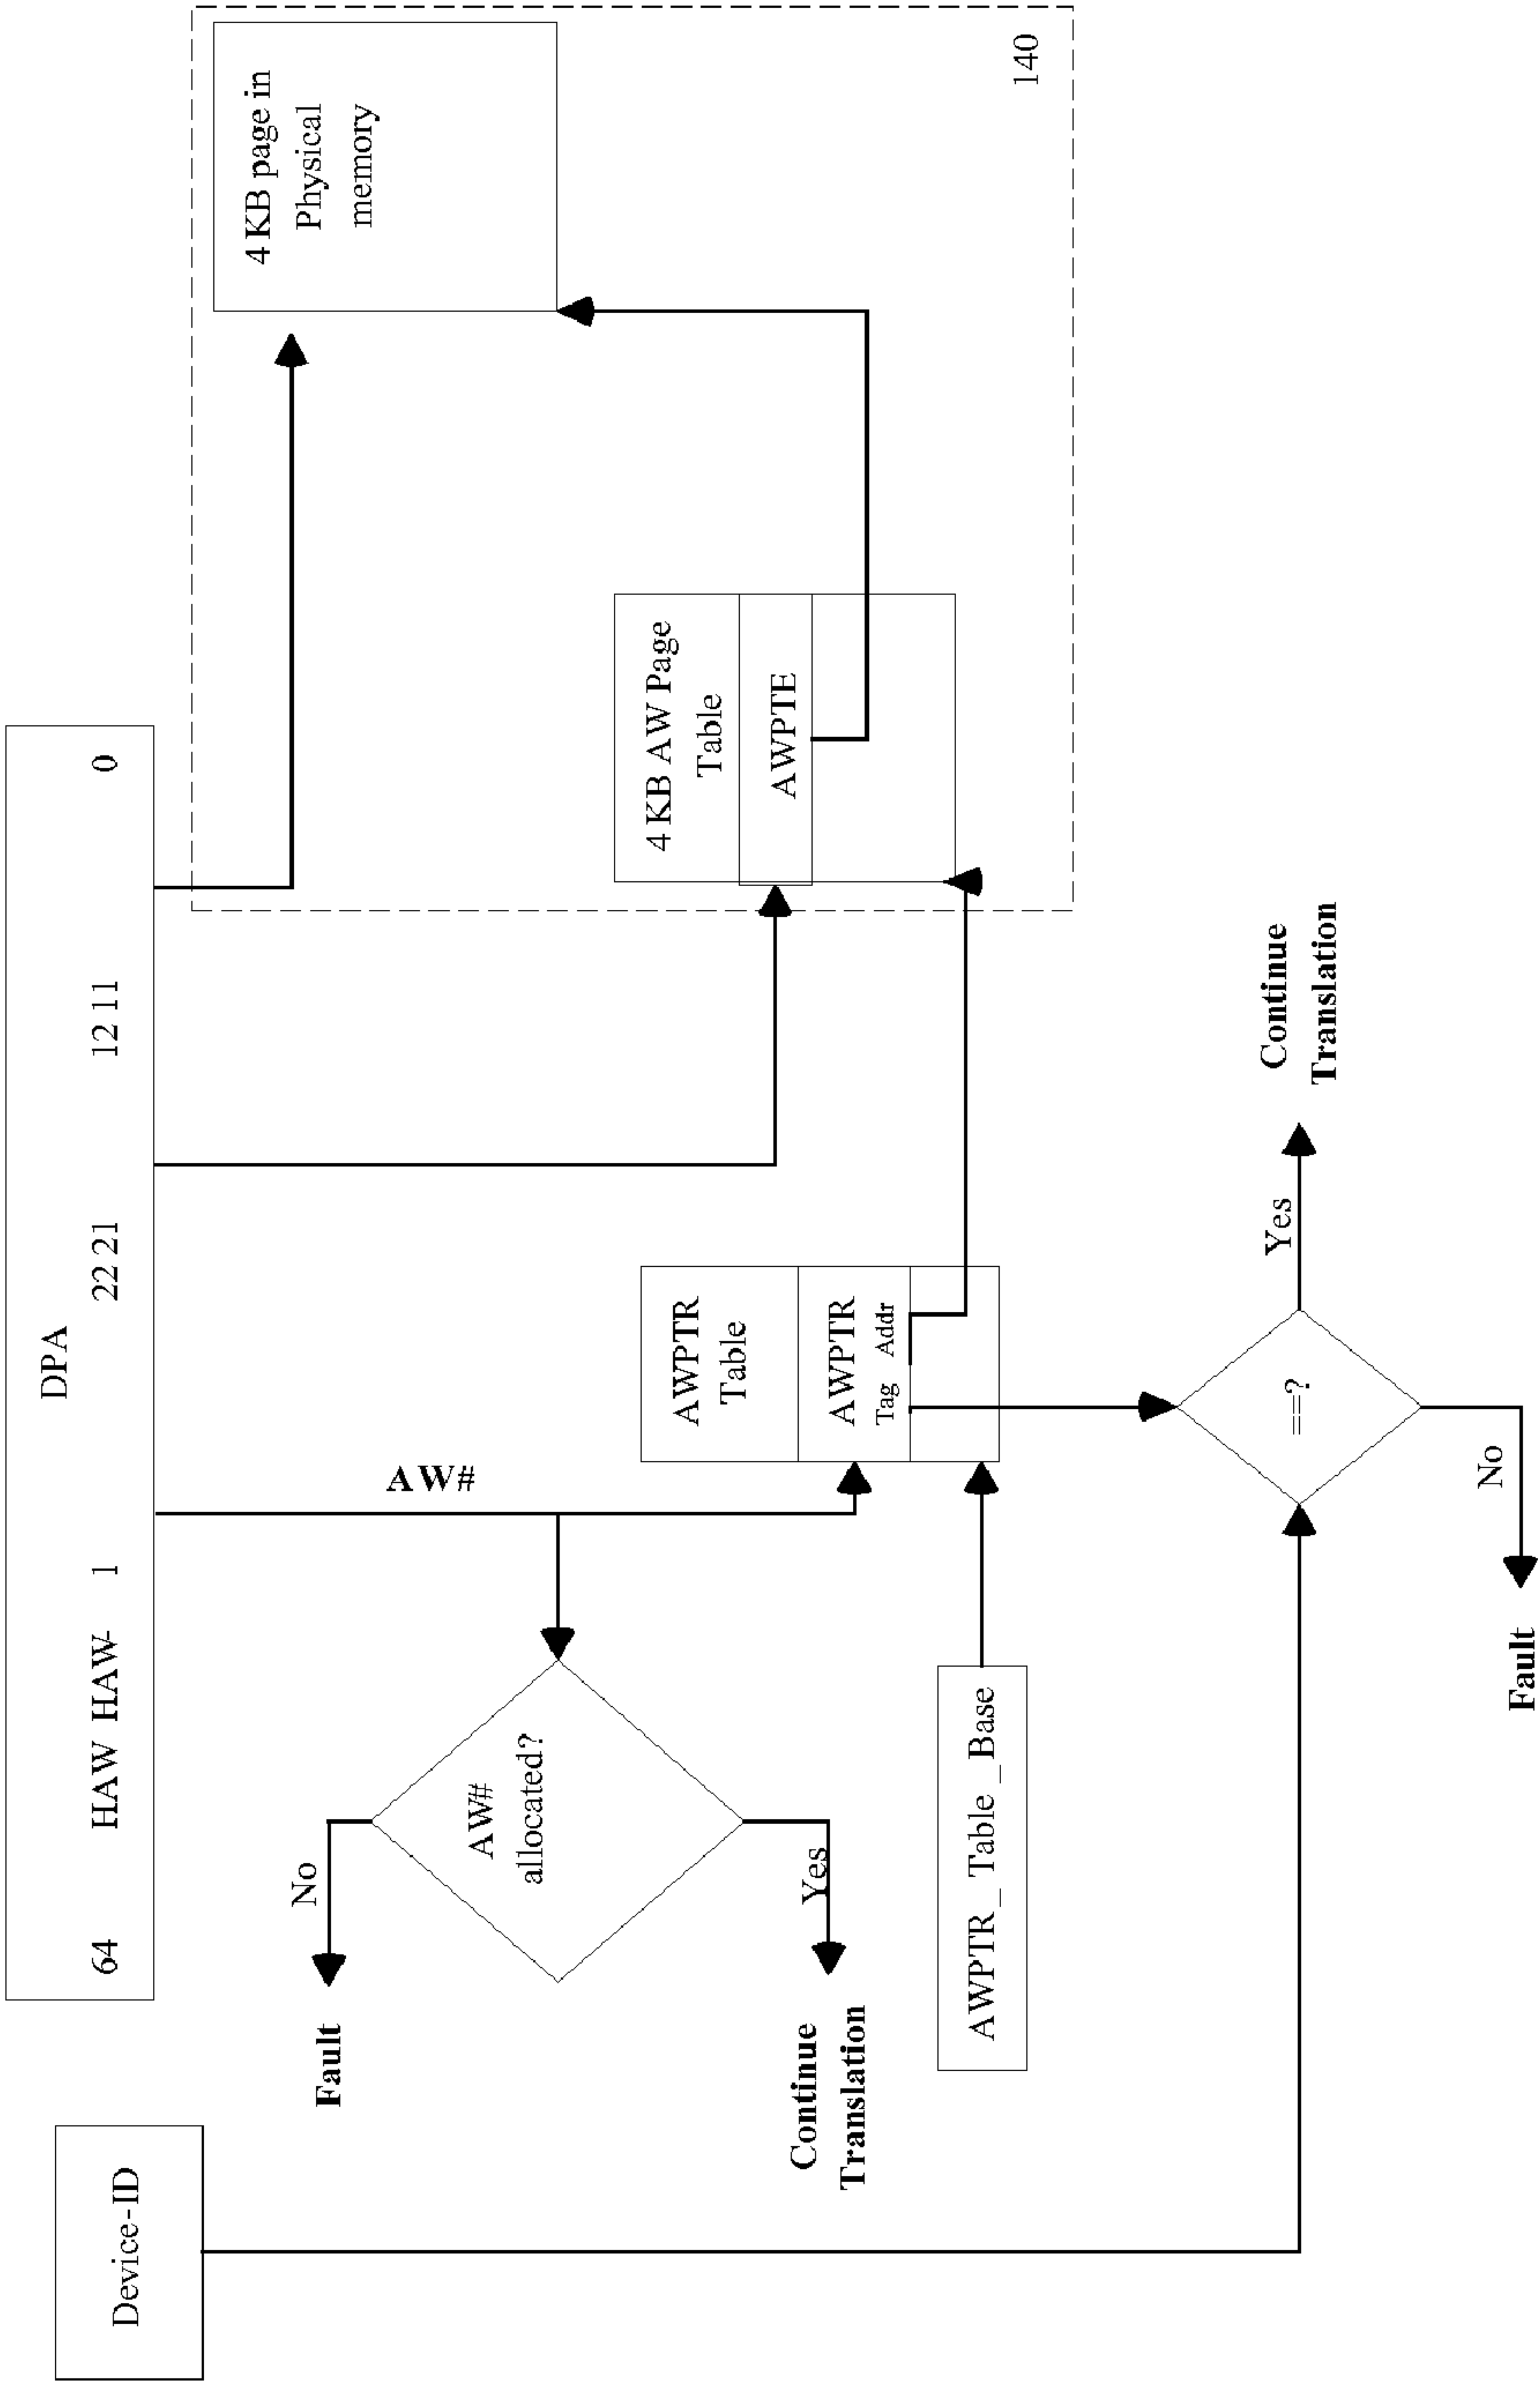 Device-ID
DPA
64 HAW HAW- 1 22 21 12 11 0
AW#
No
Fault
AW#
allocated?
Yes
Continue
Translation
AWPTR_ Table _Base
AWPTR
Table
AWPTR
Tag Addr
4 KB AW Page
Table
AWPTE
4 KB page in
Physical
memory
140
==?
Yes
Continue
Translation
No
Fault